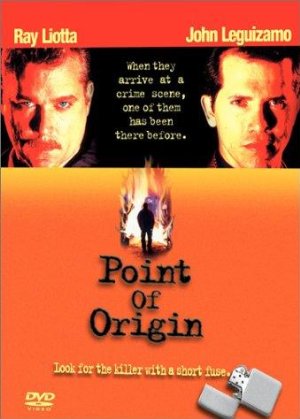 Ray Liotta
John Leguizamo
When they
arrive at a
crime scene,
one of them
has been
there before.
Point
Of
Origin
Look for the killer with a short fuse.
DVD
VIDEO